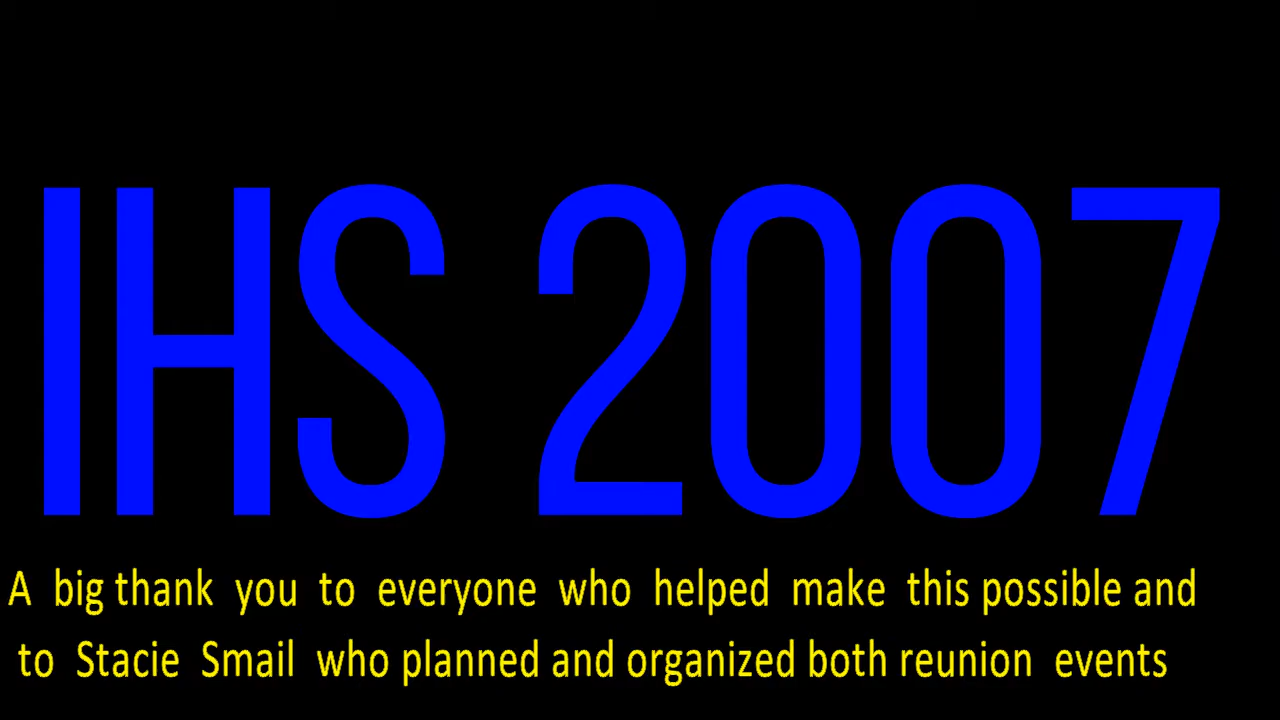 IHS 2007
A big thank you to everyone who helped make this possible and
to Stacie Smail who planned and organized both reunion events